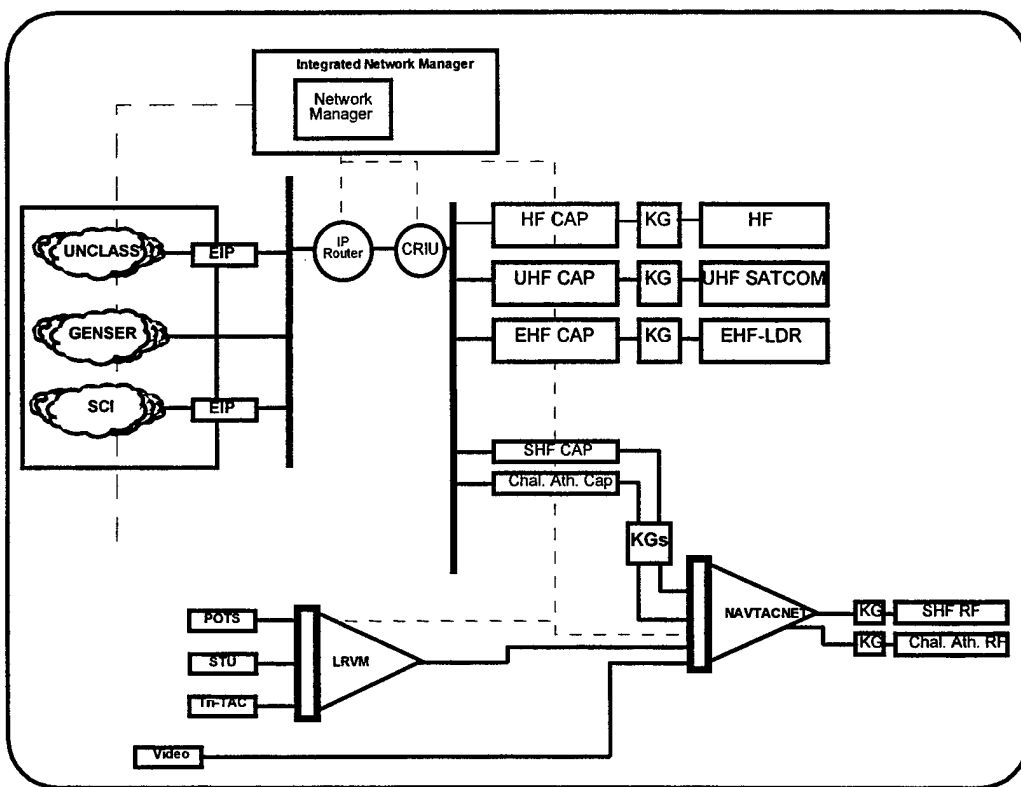 Integrated Network Manager
Network
Manager
UNCLASS
EIP
IP
Router
CRIU
HF CAP
KG
HF
UHF CAP
KG
UHF SATCOM
GENSER
EHF CAP
KG
EHF-LDR
SCI
EIP
SHF CAP
Chal. Ath. Cap
KGs
NAVTACNET
KG
SHF RF
KG
Chal. Ath. RF
POTS
STU
LRVM
Tri-TAC
Video